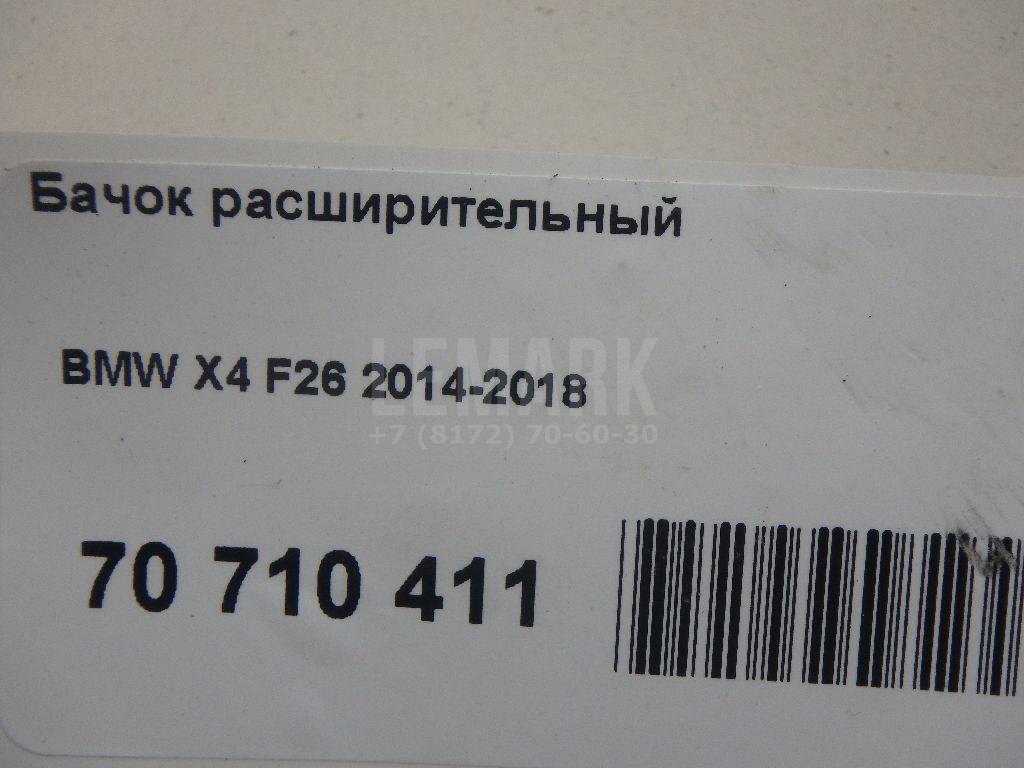 Бачок расширительный
BMW X4 F26 2014-2018
LEMARK
+7 (8172) 70-60-30
70 710 411